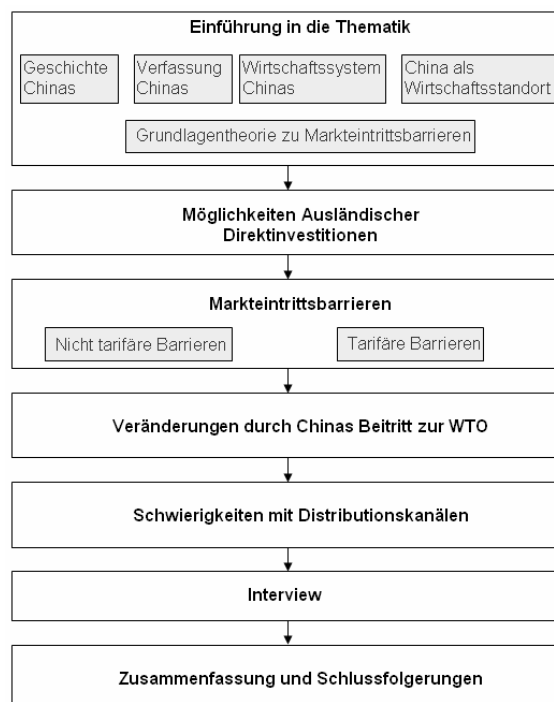 Einführung in die Thematik
Geschichte
Chinas
Verfassung
Chinas
Wirtschaftssystem
Chinas
China als
Wirtschaftsstandort
Grundlagentheorie zu Markteintrittsbarrieren
Möglichkeiten Ausländischer
Direktinvestitionen
Markteintrittsbarrieren
Nicht tarifäre Barrieren
Tarifäre Barrieren
Veränderungen durch Chinas Beitritt zur WTO
Schwierigkeiten mit Distributionskanälen
Interview
Zusammenfassung und Schlussfolgerungen